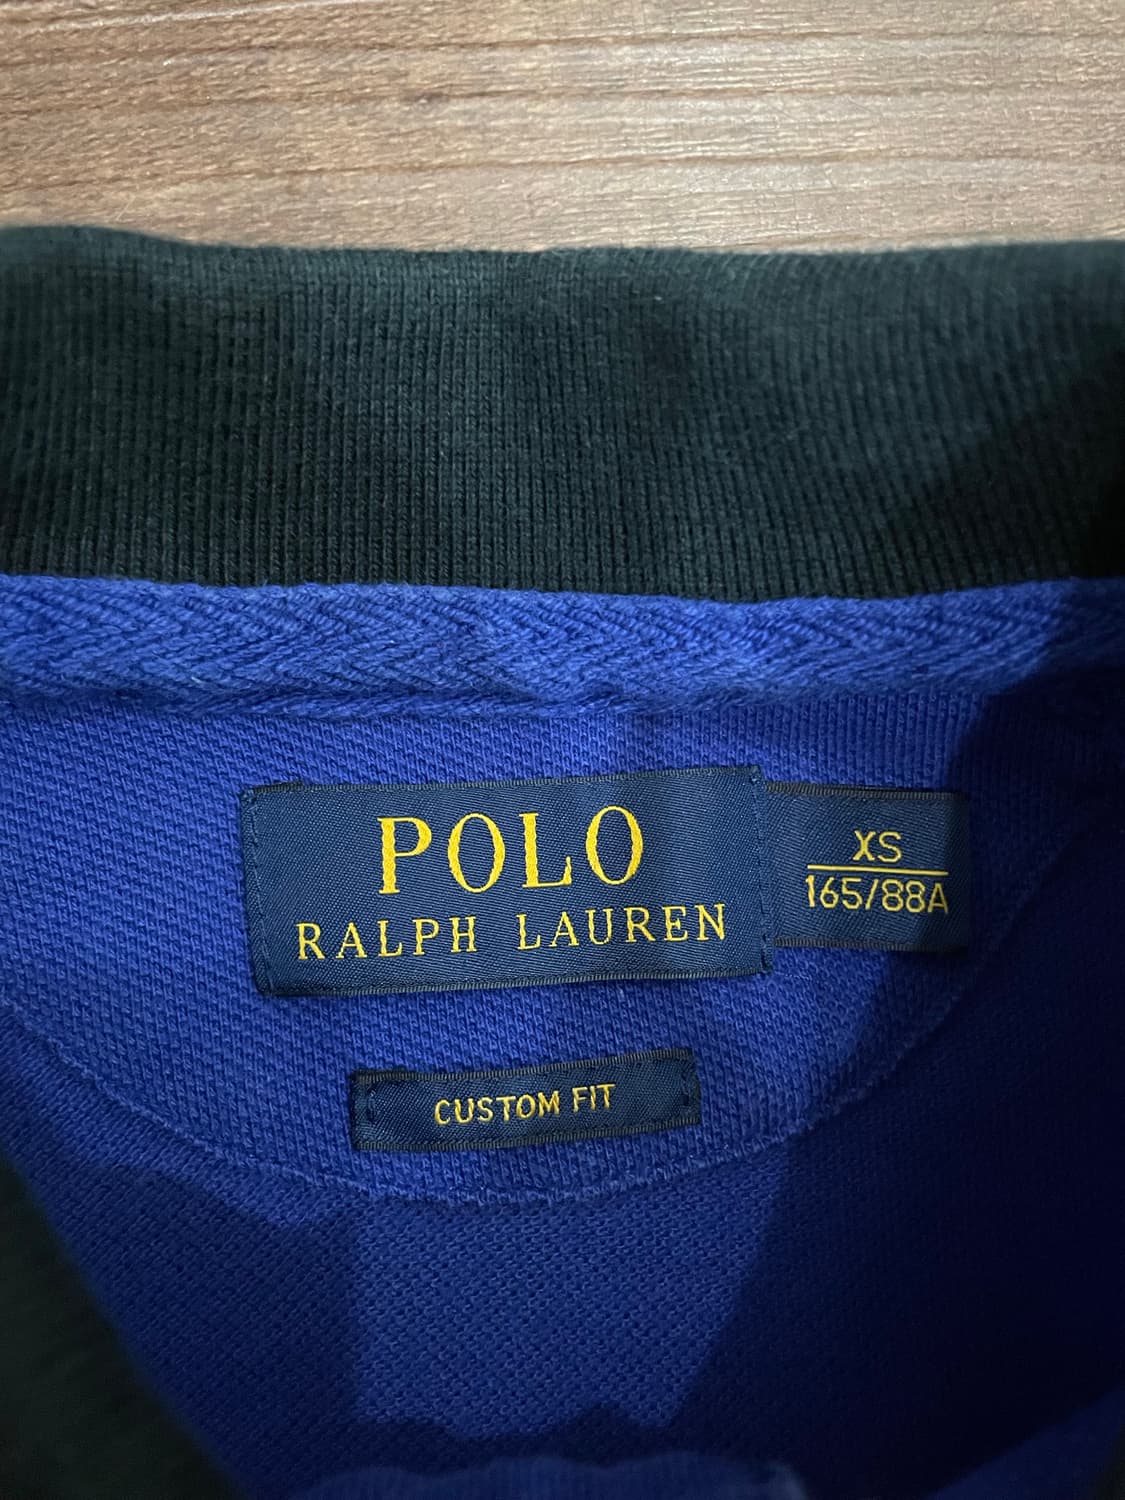 POLO
RALPH LAUREN
XS
165/88A
CUSTOM FIT